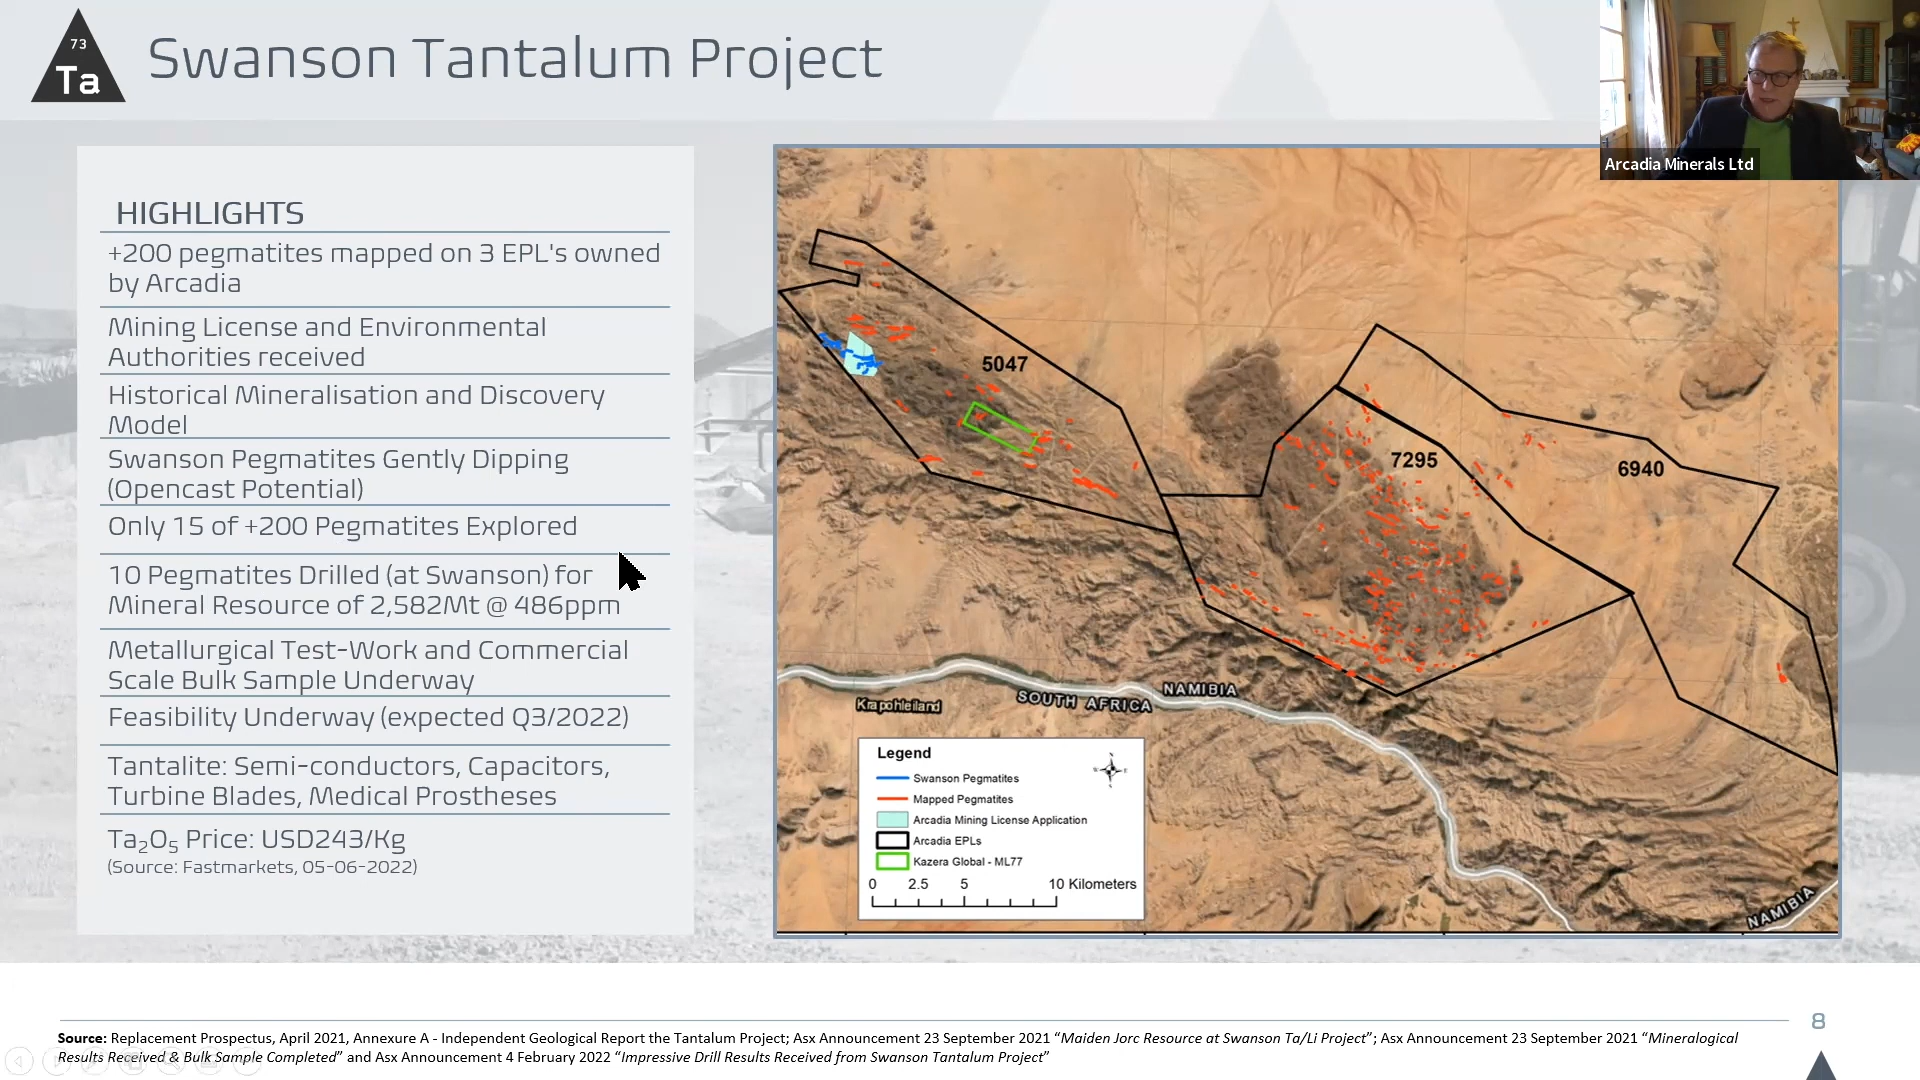 73
Ta
Swanson Tantalum Project
Arcadia Minerals Ltd
HIGHLIGHTS
+200 pegmatites mapped on 3 EPL's owned
by Arcadia
Mining License and Environmental
Authorities received
Historical Mineralisation and Discovery
Model
Swanson Pegmatites Gently Dipping
(Opencast Potential)
Only 15 of +200 Pegmatites Explored
10 Pegmatites Drilled (at Swanson) for
Mineral Resource of 2,582Mt @ 486ppm
Metallurgical Test-Work and Commercial
Scale Bulk Sample Underway
Feasibility Underway (expected Q3/2022)
Tantalite: Semi-conductors, Capacitors,
Turbine Blades, Medical Prostheses
Ta₂O₅ Price: USD243/Kg
(Source: Fastmarkets, 05-06-2022)
5047
7295
6940
NAMIBIA
SOUTH AFRICA
Krapohleiland
NAMIBIA
Legend
Swanson Pegmatites
Mapped Pegmatites
Arcadia Mining License Application
Arcadia EPLs
Kazera Global - ML77
0 2.5 5 10 Kilometers
8
Source: Replacement Prospectus, April 2021, Annexure A - Independent Geological Report the Tantalum Project; Asx Announcement 23 September 2021 “Maiden Jorc Resource at Swanson Ta/Li Project”; Asx Announcement 23 September 2021 “Mineralogical
Results Received & Bulk Sample Completed” and Asx Announcement 4 February 2022 “Impressive Drill Results Received from Swanson Tantalum Project”